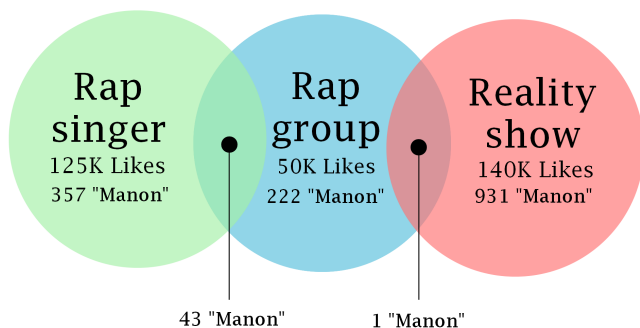 Rap
singer
125K Likes
357 "Manon"
Rap
group
50K Likes
222 "Manon"
Reality
show
140K Likes
931 "Manon"
43 "Manon"
1 "Manon"